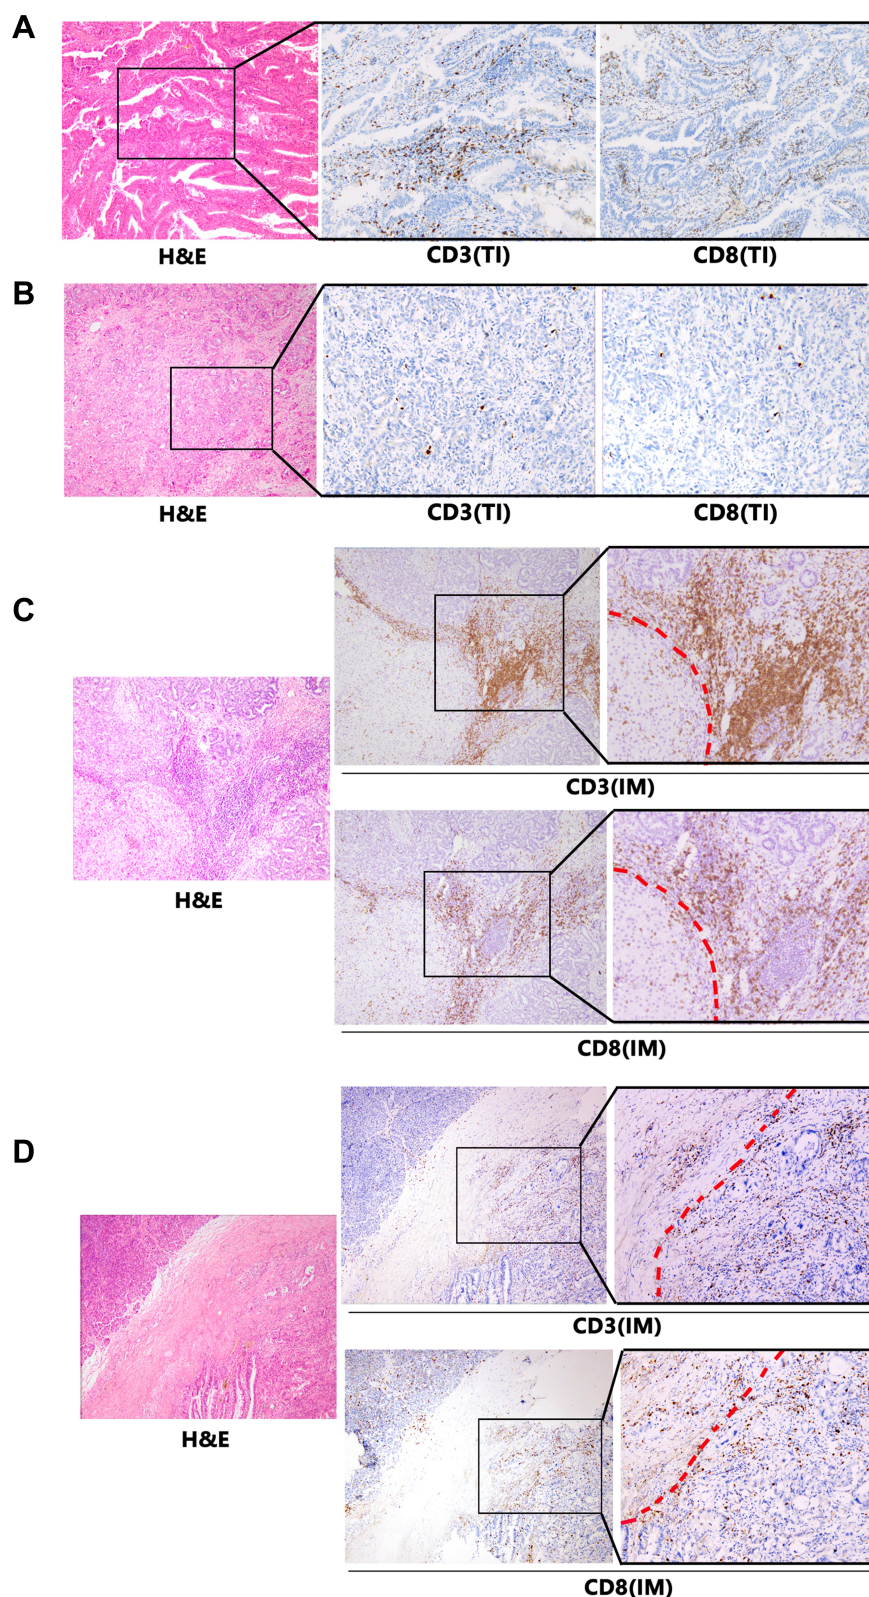 A
H&E
CD3(TI)
CD8(TI)
B
H&E
CD3(TI)
CD8(TI)
C
CD3(IM)
H&E
CD8(IM)
D
CD3(IM)
H&E
CD8(IM)